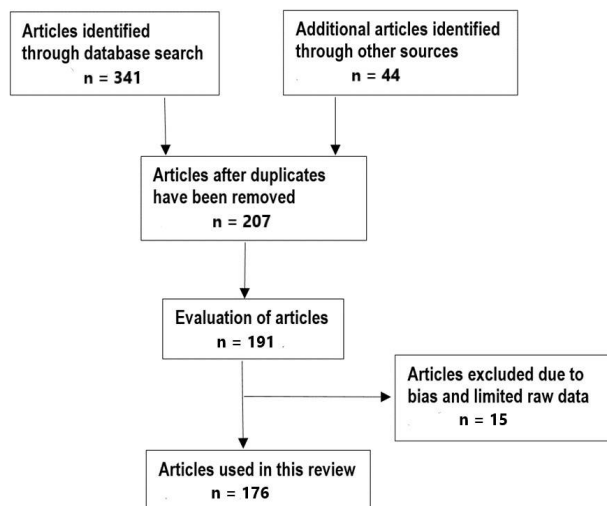 Articles identified
through database search
n = 341
Additional articles identified
through other sources
n = 44
Articles after duplicates
have been removed
n = 207
Evaluation of articles
n = 191
Articles excluded due to
bias and limited raw data
n = 15
Articles used in this review
n = 176